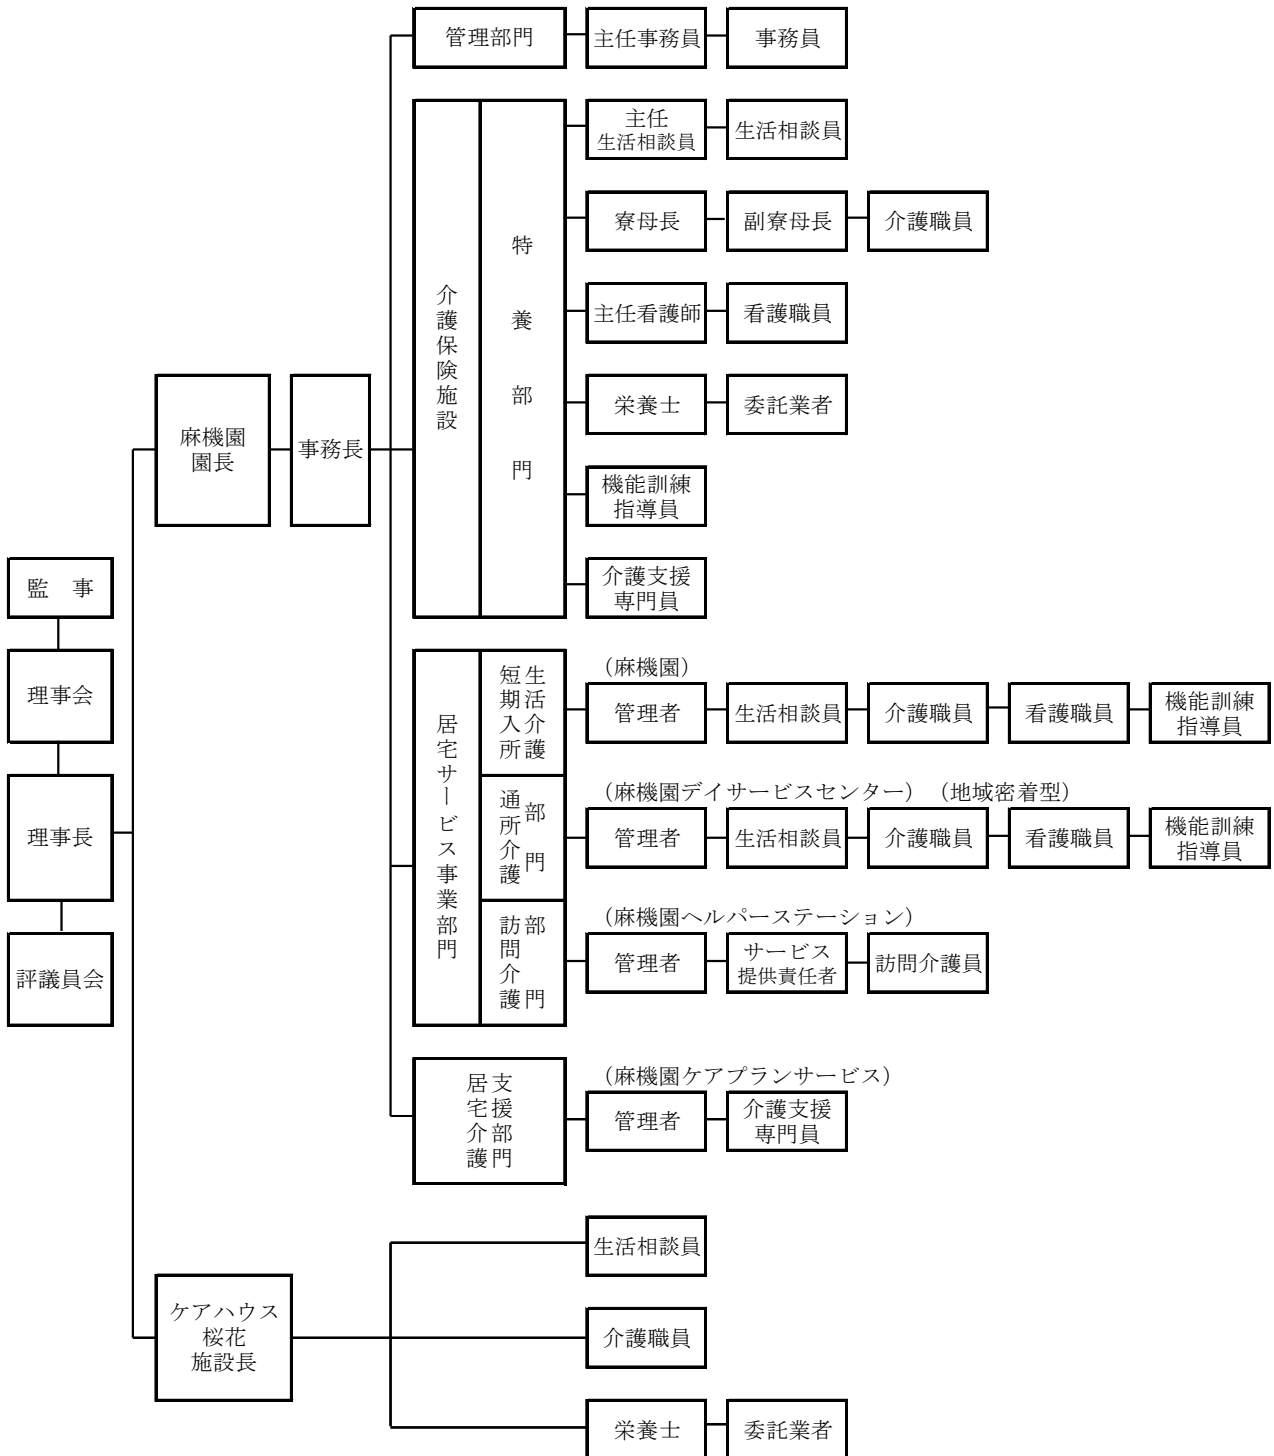 管理部門
主任事務員
事務員
主任
生活相談員
生活相談員
寮母長
副寮母長
介護職員
主任看護師
看護職員
栄養士
委託業者
機能訓練
指導員
介護支援
専門員
介護保険施設
特養部門
麻機園
園長
事務長
監　事
理事会
理事長
評議員会
居宅サービス事業部門
短期入所
生活介護
（麻機園）
管理者
生活相談員
介護職員
看護職員
機能訓練
指導員
通所介護
部門
（麻機園デイサービスセンター）（地域密着型）
管理者
生活相談員
介護職員
看護職員
機能訓練
指導員
訪問介護
部門
（麻機園ヘルパーステーション）
管理者
サービス
提供責任者
訪問介護員
居宅介護
支援部門
（麻機園ケアプランサービス）
管理者
介護支援
専門員
ケアハウス
桜花
施設長
生活相談員
介護職員
栄養士
委託業者